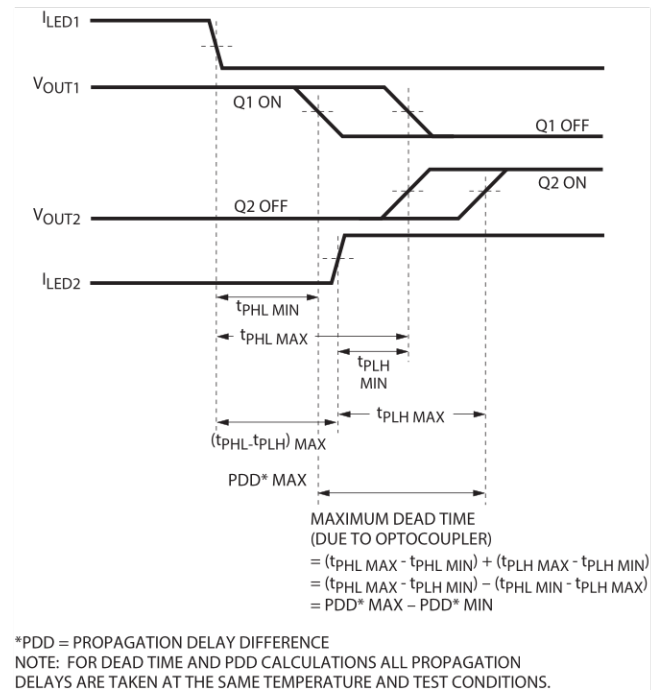 ILED1
VOUT1
Q1 ON
Q1 OFF
Q2 OFF
Q2 ON
VOUT2
ILED2
tPHL MIN
tPHL MAX
tPLH
MIN
tPLH MAX
(tPHL-tPLH) MAX
PDD* MAX
MAXIMUM DEAD TIME
(DUE TO OPTOCOUPLER)
= (tPHL MAX - tPHL MIN) + (tPLH MAX - tPLH MIN)
= (tPHL MAX - tPLH MIN) – (tPHL MIN - tPLH MAX)
= PDD* MAX – PDD* MIN
*PDD = PROPAGATION DELAY DIFFERENCE
NOTE: FOR DEAD TIME AND PDD CALCULATIONS ALL PROPAGATION
DELAYS ARE TAKEN AT THE SAME TEMPERATURE AND TEST CONDITIONS.